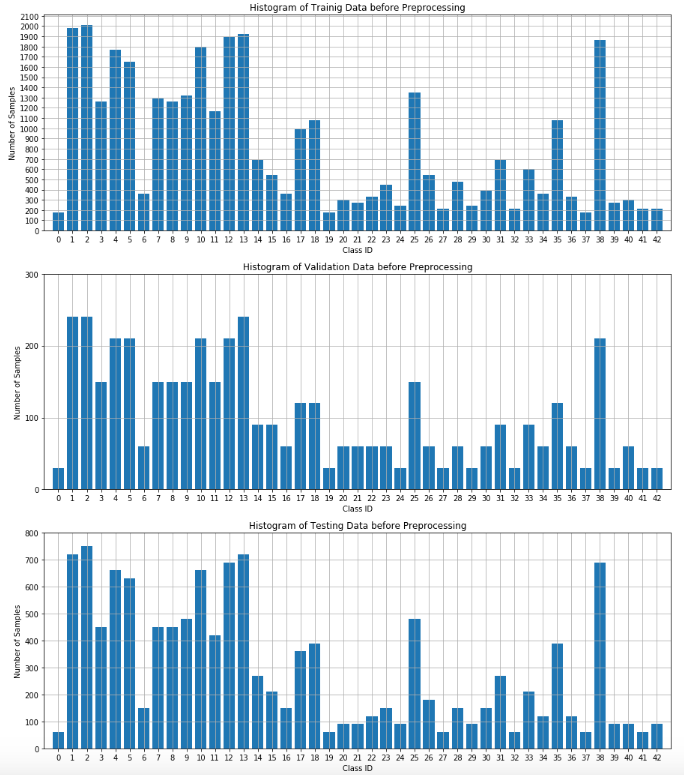 Histogram of Trainig Data before Preprocessing
2100
2000
1900
1800
1700
1600
1500
1400
1300
1200
1100
1000
900
800
700
600
500
400
300
200
100
0
Number of Samples
0 1 2 3 4 5 6 7 8 9 10 11 12 13 14 15 16 17 18 19 20 21 22 23 24 25 26 27 28 29 30 31 32 33 34 35 36 37 38 39 40 41 42
Class ID
Histogram of Validation Data before Preprocessing
300
200
100
0
Number of Samples
0 1 2 3 4 5 6 7 8 9 10 11 12 13 14 15 16 17 18 19 20 21 22 23 24 25 26 27 28 29 30 31 32 33 34 35 36 37 38 39 40 41 42
Class ID
Histogram of Testing Data before Preprocessing
800
700
600
500
400
300
200
100
0
Number of Samples
0 1 2 3 4 5 6 7 8 9 10 11 12 13 14 15 16 17 18 19 20 21 22 23 24 25 26 27 28 29 30 31 32 33 34 35 36 37 38 39 40 41 42
Class ID